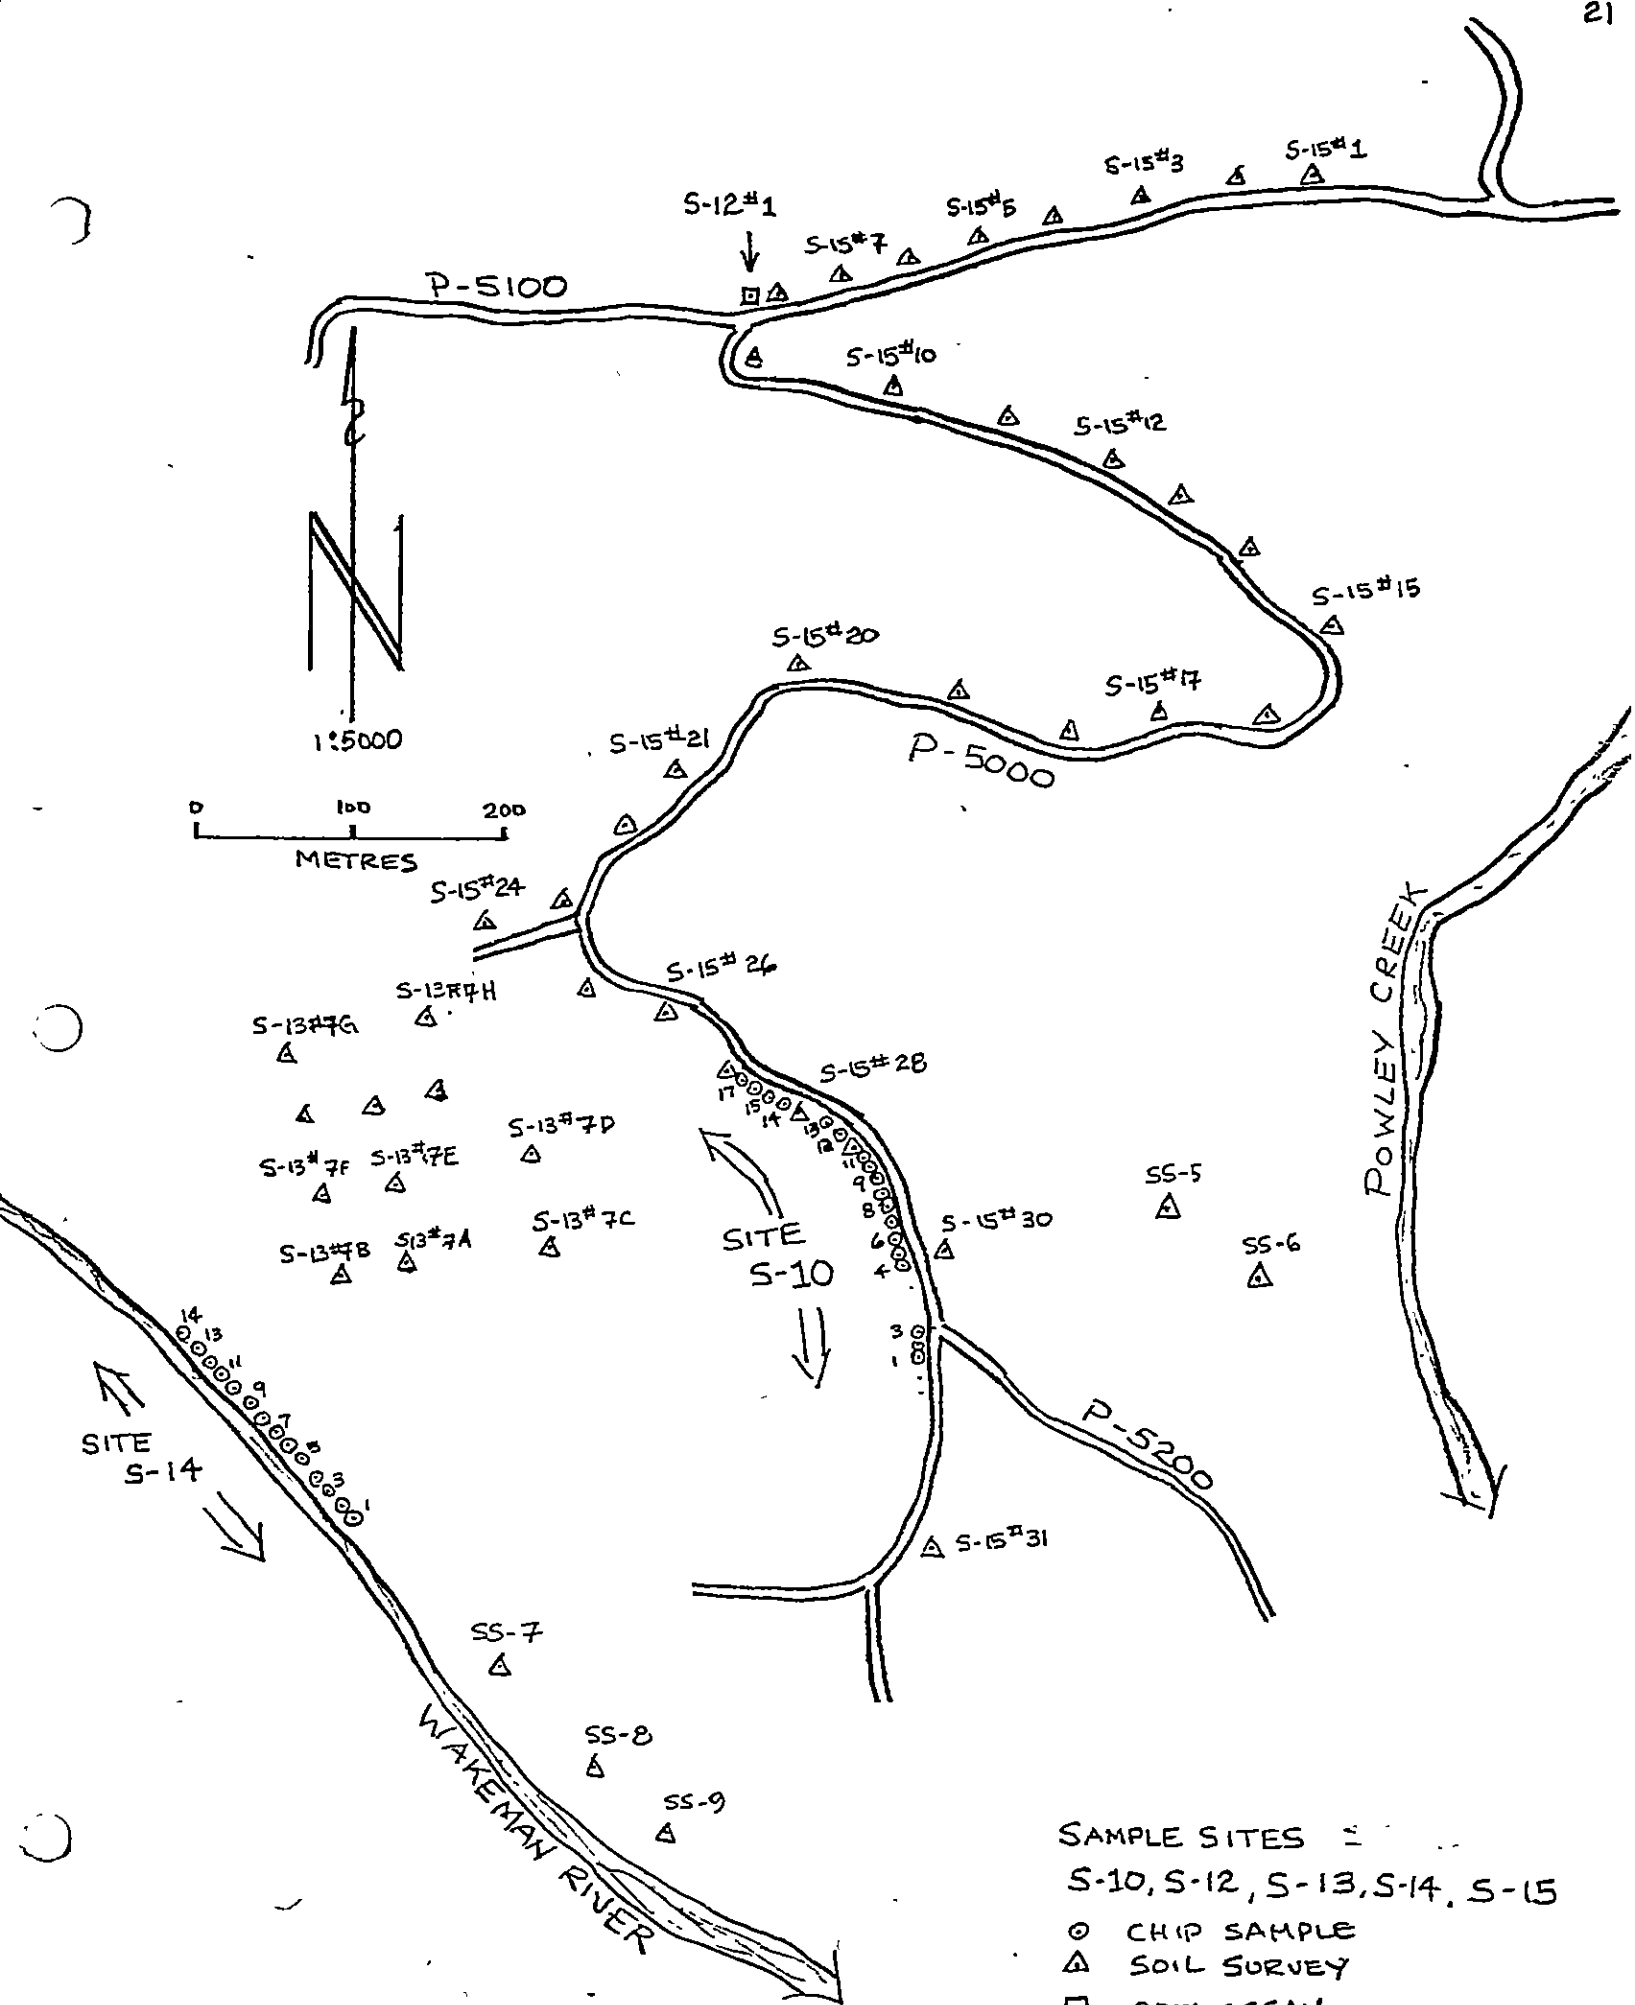 21
S-15#1
S-15#3
S-12#1
S-15#5
S-15#7
P-5100
S-15#10
S-15#12
S-15#15
S-15#20
S-15#17
1:5000
S-15#21
P-5000
0 100 200
METRES
S-15#24
POWLEY CREEK
S-15#26
S-13#7H
S-13#7G
S-15#28
17
15
14
13
12
11
9
8
6
4
3
1
S-13#7D
S-13#7F
S-13#7E
SS-5
S-13#7C
S-15#30
S-13#7B
S13#7A
SITE
S-10
SS-6
14
13
11
9
7
5
3
1
SITE
S-14
P-5200
S-15#31
SS-7
SS-8
SS-9
WAKEMAN RIVER
SAMPLE SITES
S-10, S-12, S-13, S-14, S-15
CHIP SAMPLE
SOIL SURVEY